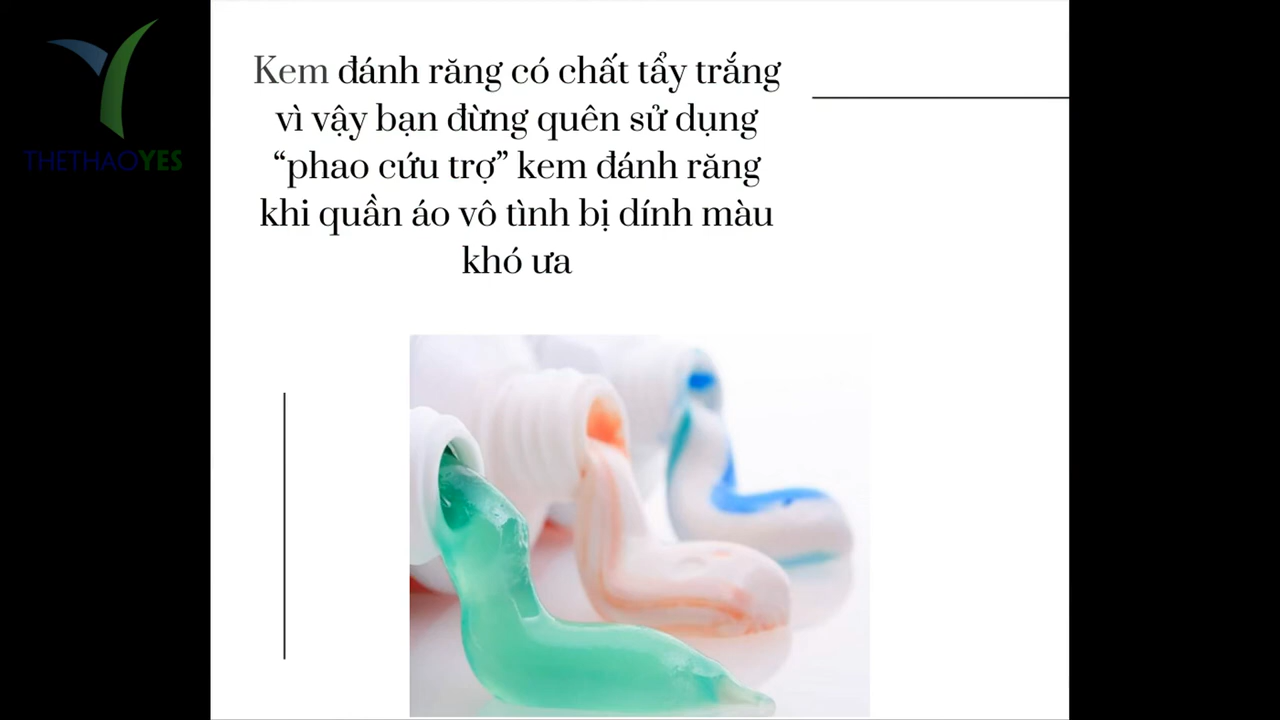 THETHAOYES
Kem đánh răng có chất tẩy trắng
vì vậy bạn đừng quên sử dụng
“phao cứu trợ” kem đánh răng
khi quần áo vô tình bị dính màu
khó ưa